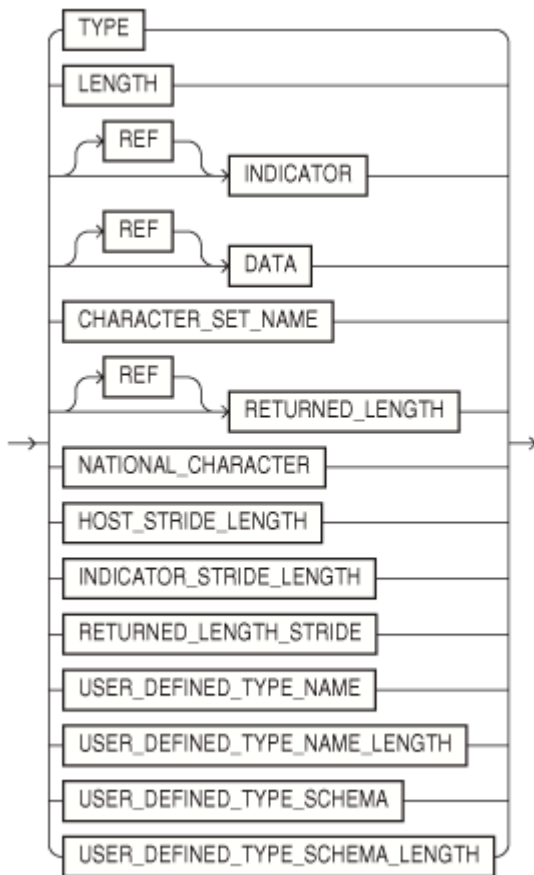 TYPE
LENGTH
REF
INDICATOR
REF
DATA
CHARACTER_SET_NAME
REF
RETURNED_LENGTH
NATIONAL_CHARACTER
HOST_STRIDE_LENGTH
INDICATOR_STRIDE_LENGTH
RETURNED_LENGTH_STRIDE
USER_DEFINED_TYPE_NAME
USER_DEFINED_TYPE_NAME_LENGTH
USER_DEFINED_TYPE_SCHEMA
USER_DEFINED_TYPE_SCHEMA_LENGTH